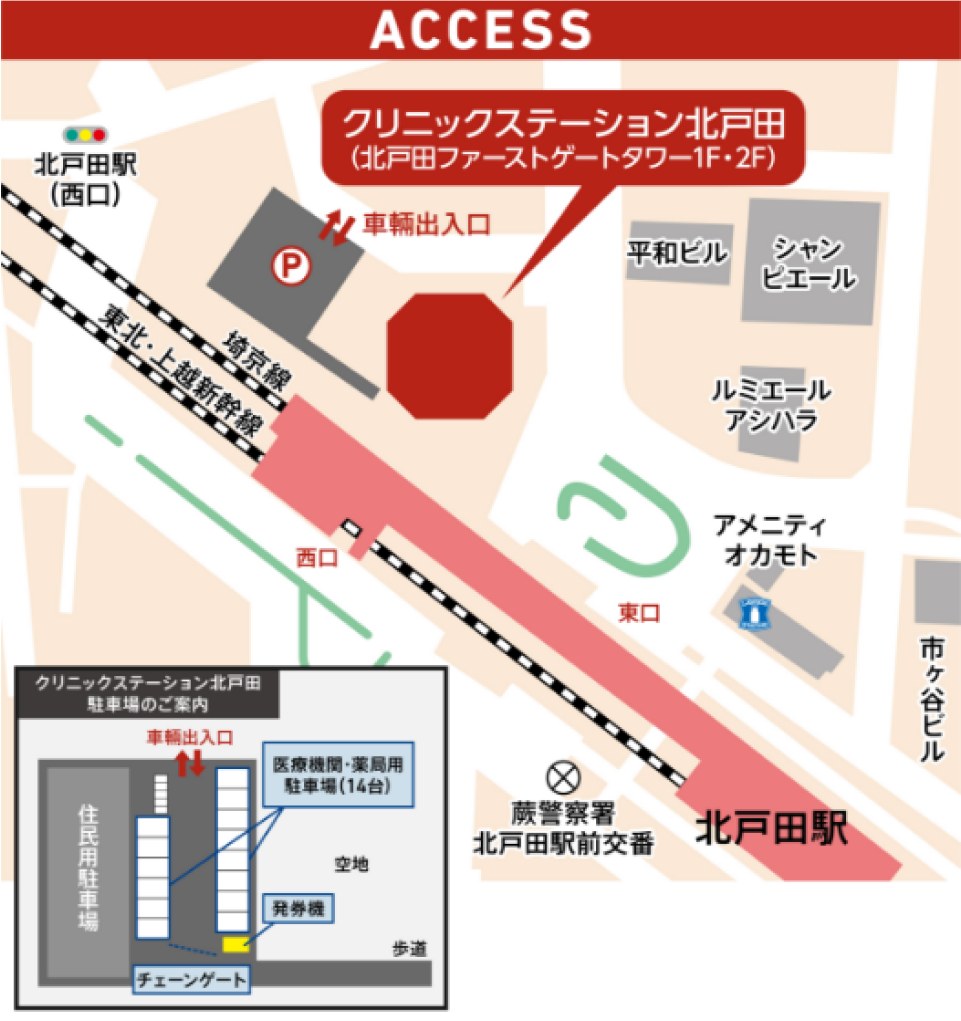 ACCESS
クリニックステーション北戸田
(北戸田ファーストゲートタワー1F・2F)
北戸田駅
(西口)
車輛出入口
P
平和ビル
シャン
ピエール
埼京線
東北・上越新幹線
ルミエール
アシハラ
アメニティ
オカモト
西口
東口
市ヶ谷ビル
蕨警察署
北戸田駅前交番
北戸田駅
クリニックステーション北戸田
駐車場のご案内
車輛出入口
医療機関・薬局用
駐車場(14台)
住民用駐車場
空地
発券機
歩道
チェーンゲート